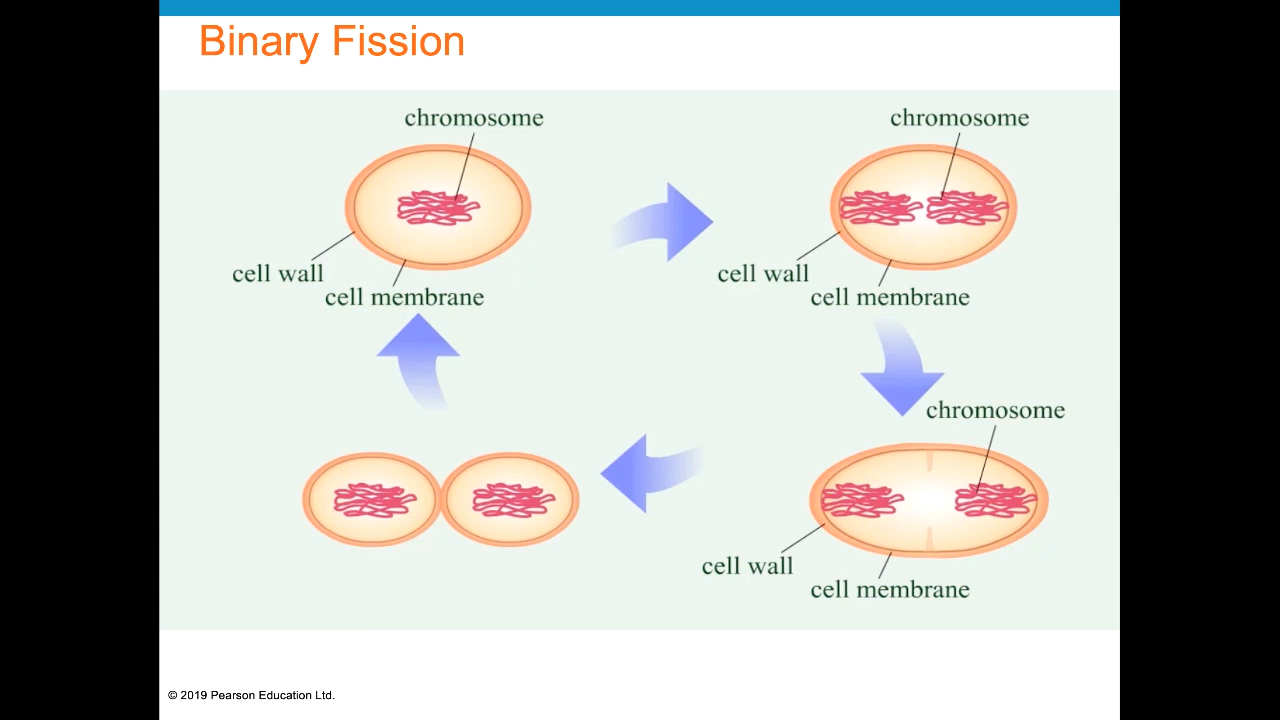 Binary Fission
chromosome
chromosome
cell wall
cell membrane
cell wall
cell membrane
chromosome
cell wall
cell membrane
© 2019 Pearson Education Ltd.